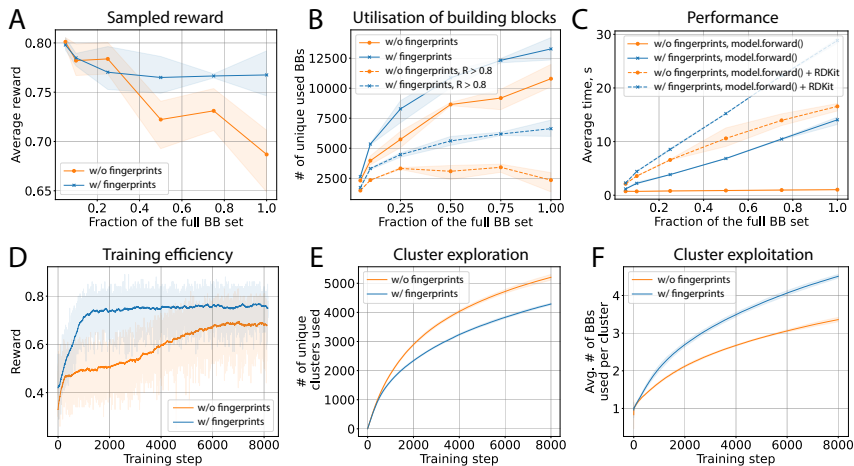 A
Sampled reward
0.80
0.75
0.70
0.65
Average reward
w/o fingerprints
w/ fingerprints
0.25
0.50
0.75
1.0
Fraction of the full BB set
B
Utilisation of building blocks
12500
10000
7500
5000
2500
# of unique used BBs
w/o fingerprints
w/ fingerprints
w/o fingerprints, R > 0.8
w/ fingerprints, R > 0.8
0.00
0.25
0.50
0.75
1.00
Fraction of the full BB set
C
Performance
30
20
10
0
Average time, s
w/o fingerprints, model.forward()
w/ fingerprints, model.forward()
w/o fingerprints, model.forward() + RDKit
w/ fingerprints, model.forward() + RDKit
0.2
0.4
0.6
0.8
1.0
Fraction of the full BB set
D
Training efficiency
0.8
0.6
0.4
Reward
w/o fingerprints
w/ fingerprints
0
2000
4000
6000
8000
Training step
E
Cluster exploration
5000
4000
3000
2000
1000
0
# of unique
clusters used
w/o fingerprints
w/ fingerprints
0
2000
4000
6000
8000
Training step
F
Cluster exploitation
4
3
2
1
Avg. # of BBs
used per cluster
w/o fingerprints
w/ fingerprints
0
2000
4000
6000
8000
Training step